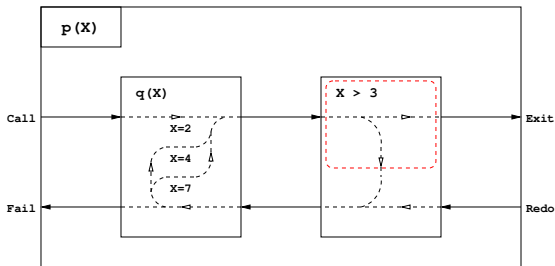 p(X)
q(X)
X > 3
Call
X=2
Exit
X=4
X=7
Fail
Redo